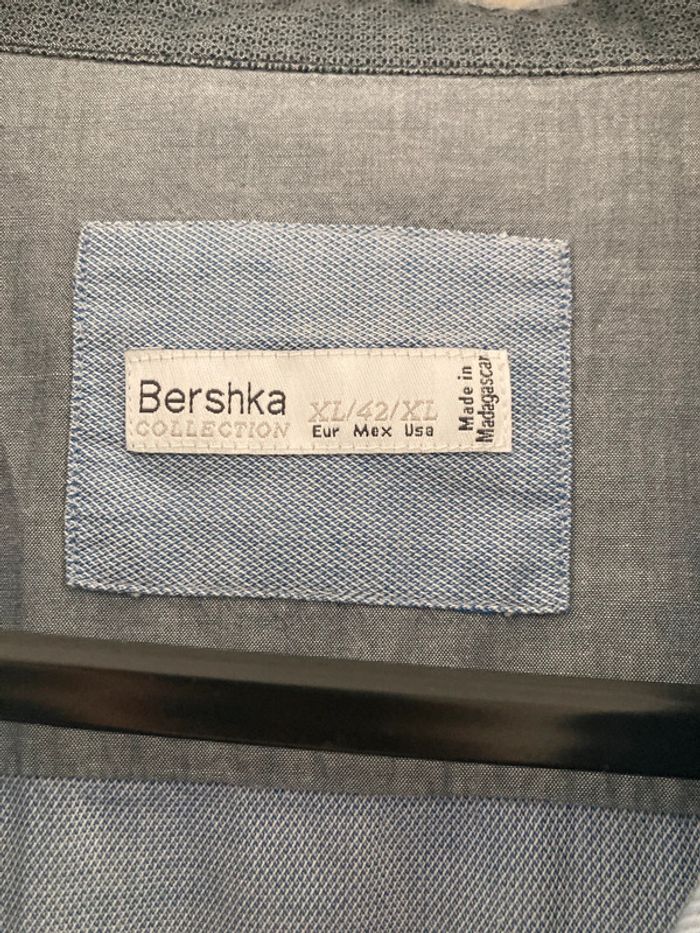 Bershka
COLLECTION
XL/42/XL
Eur Mex Usa
Made in
Madagascar